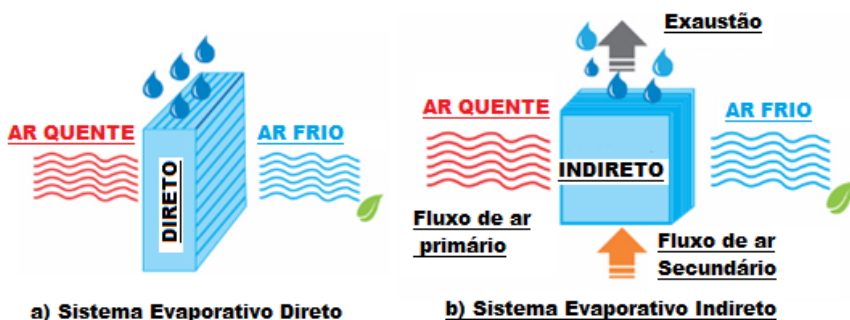 AR QUENTE
AR FRIO
DIRETO
a) Sistema Evaporativo Direto
Exaustão
AR QUENTE
AR FRIO
INDIRETO
Fluxo de ar
primário
Fluxo de ar
Secundário
b) Sistema Evaporativo Indireto